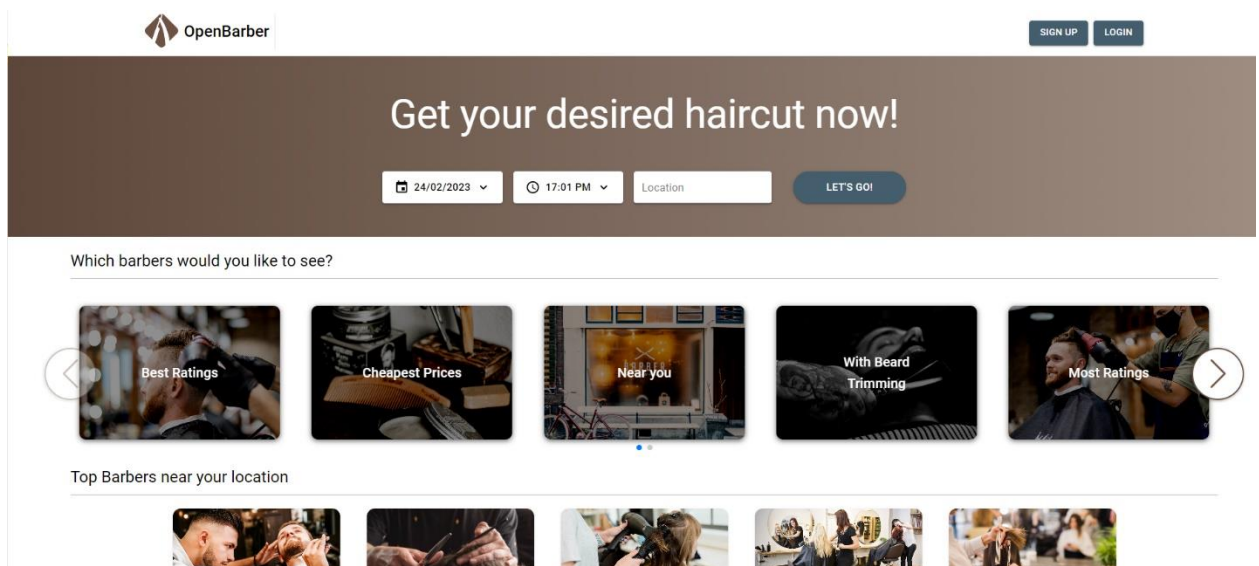 OpenBarber
SIGN UP
LOGIN
Get your desired haircut now!
24/02/2023
17:01 PM
Location
LET'S GO!
Which barbers would you like to see?
Best Ratings
Cheapest Prices
Near you
With Beard
Trimming
Most Ratings
Top Barbers near your location